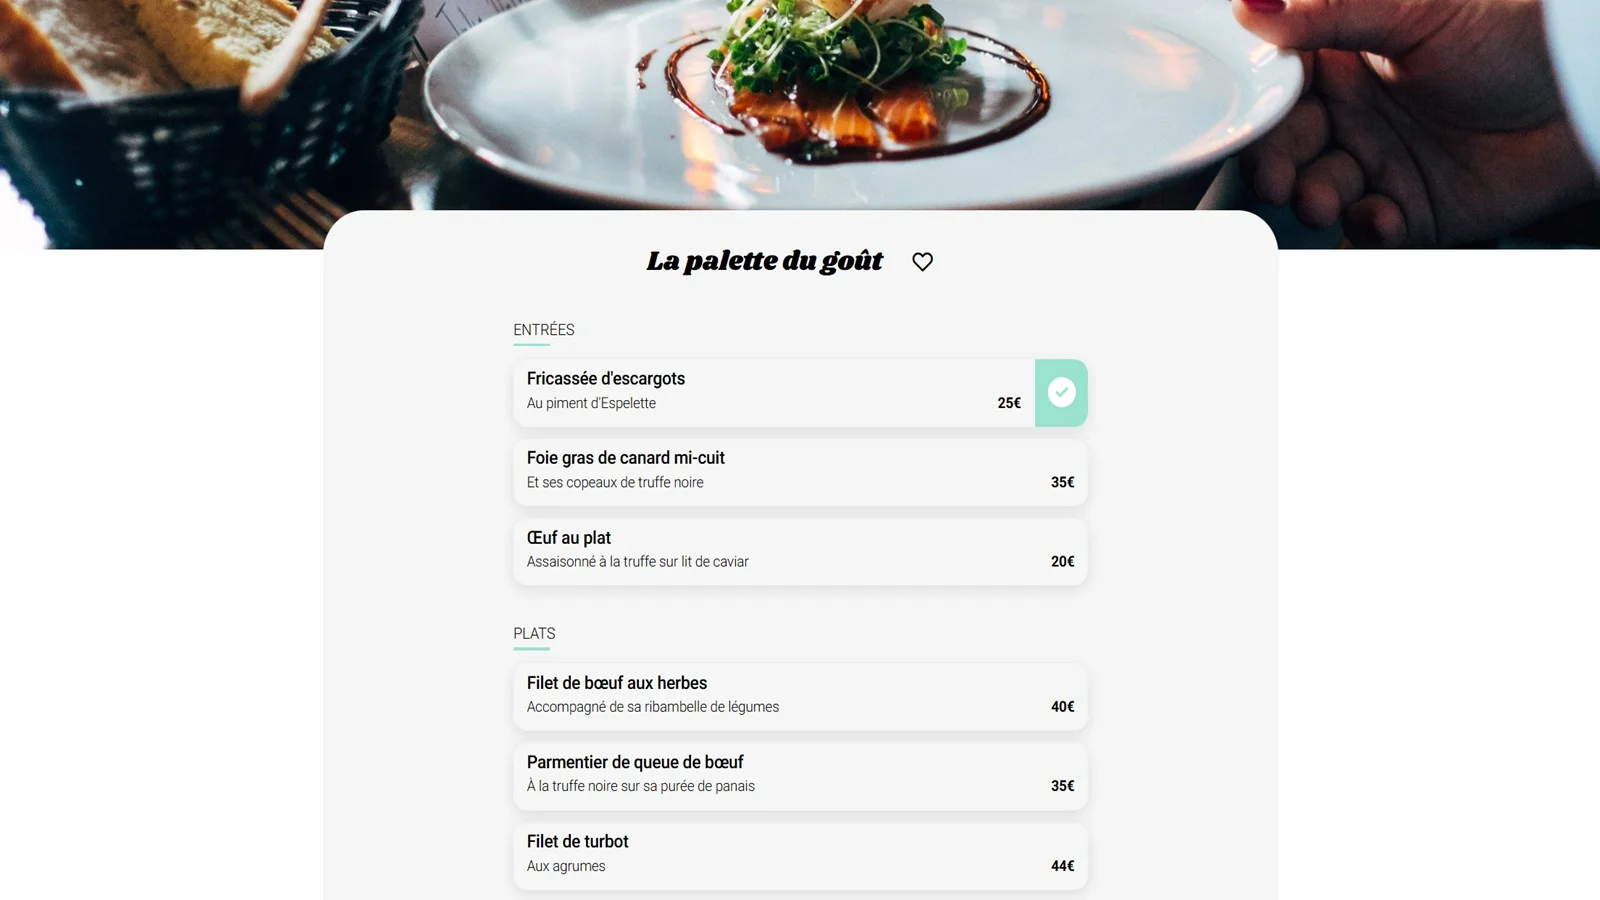 La palette du goût
ENTRÉES
Fricassée d'escargots
Au piment d'Espelette
25€
Foie gras de canard mi-cuit
Et ses copeaux de truffe noire
35€
Œuf au plat
Assaisonné à la truffe sur lit de caviar
20€
PLATS
Filet de bœuf aux herbes
Accompagné de sa ribambelle de légumes
40€
Parmentier de queue de bœuf
À la truffe noire sur sa purée de panais
35€
Filet de turbot
Aux agrumes
44€